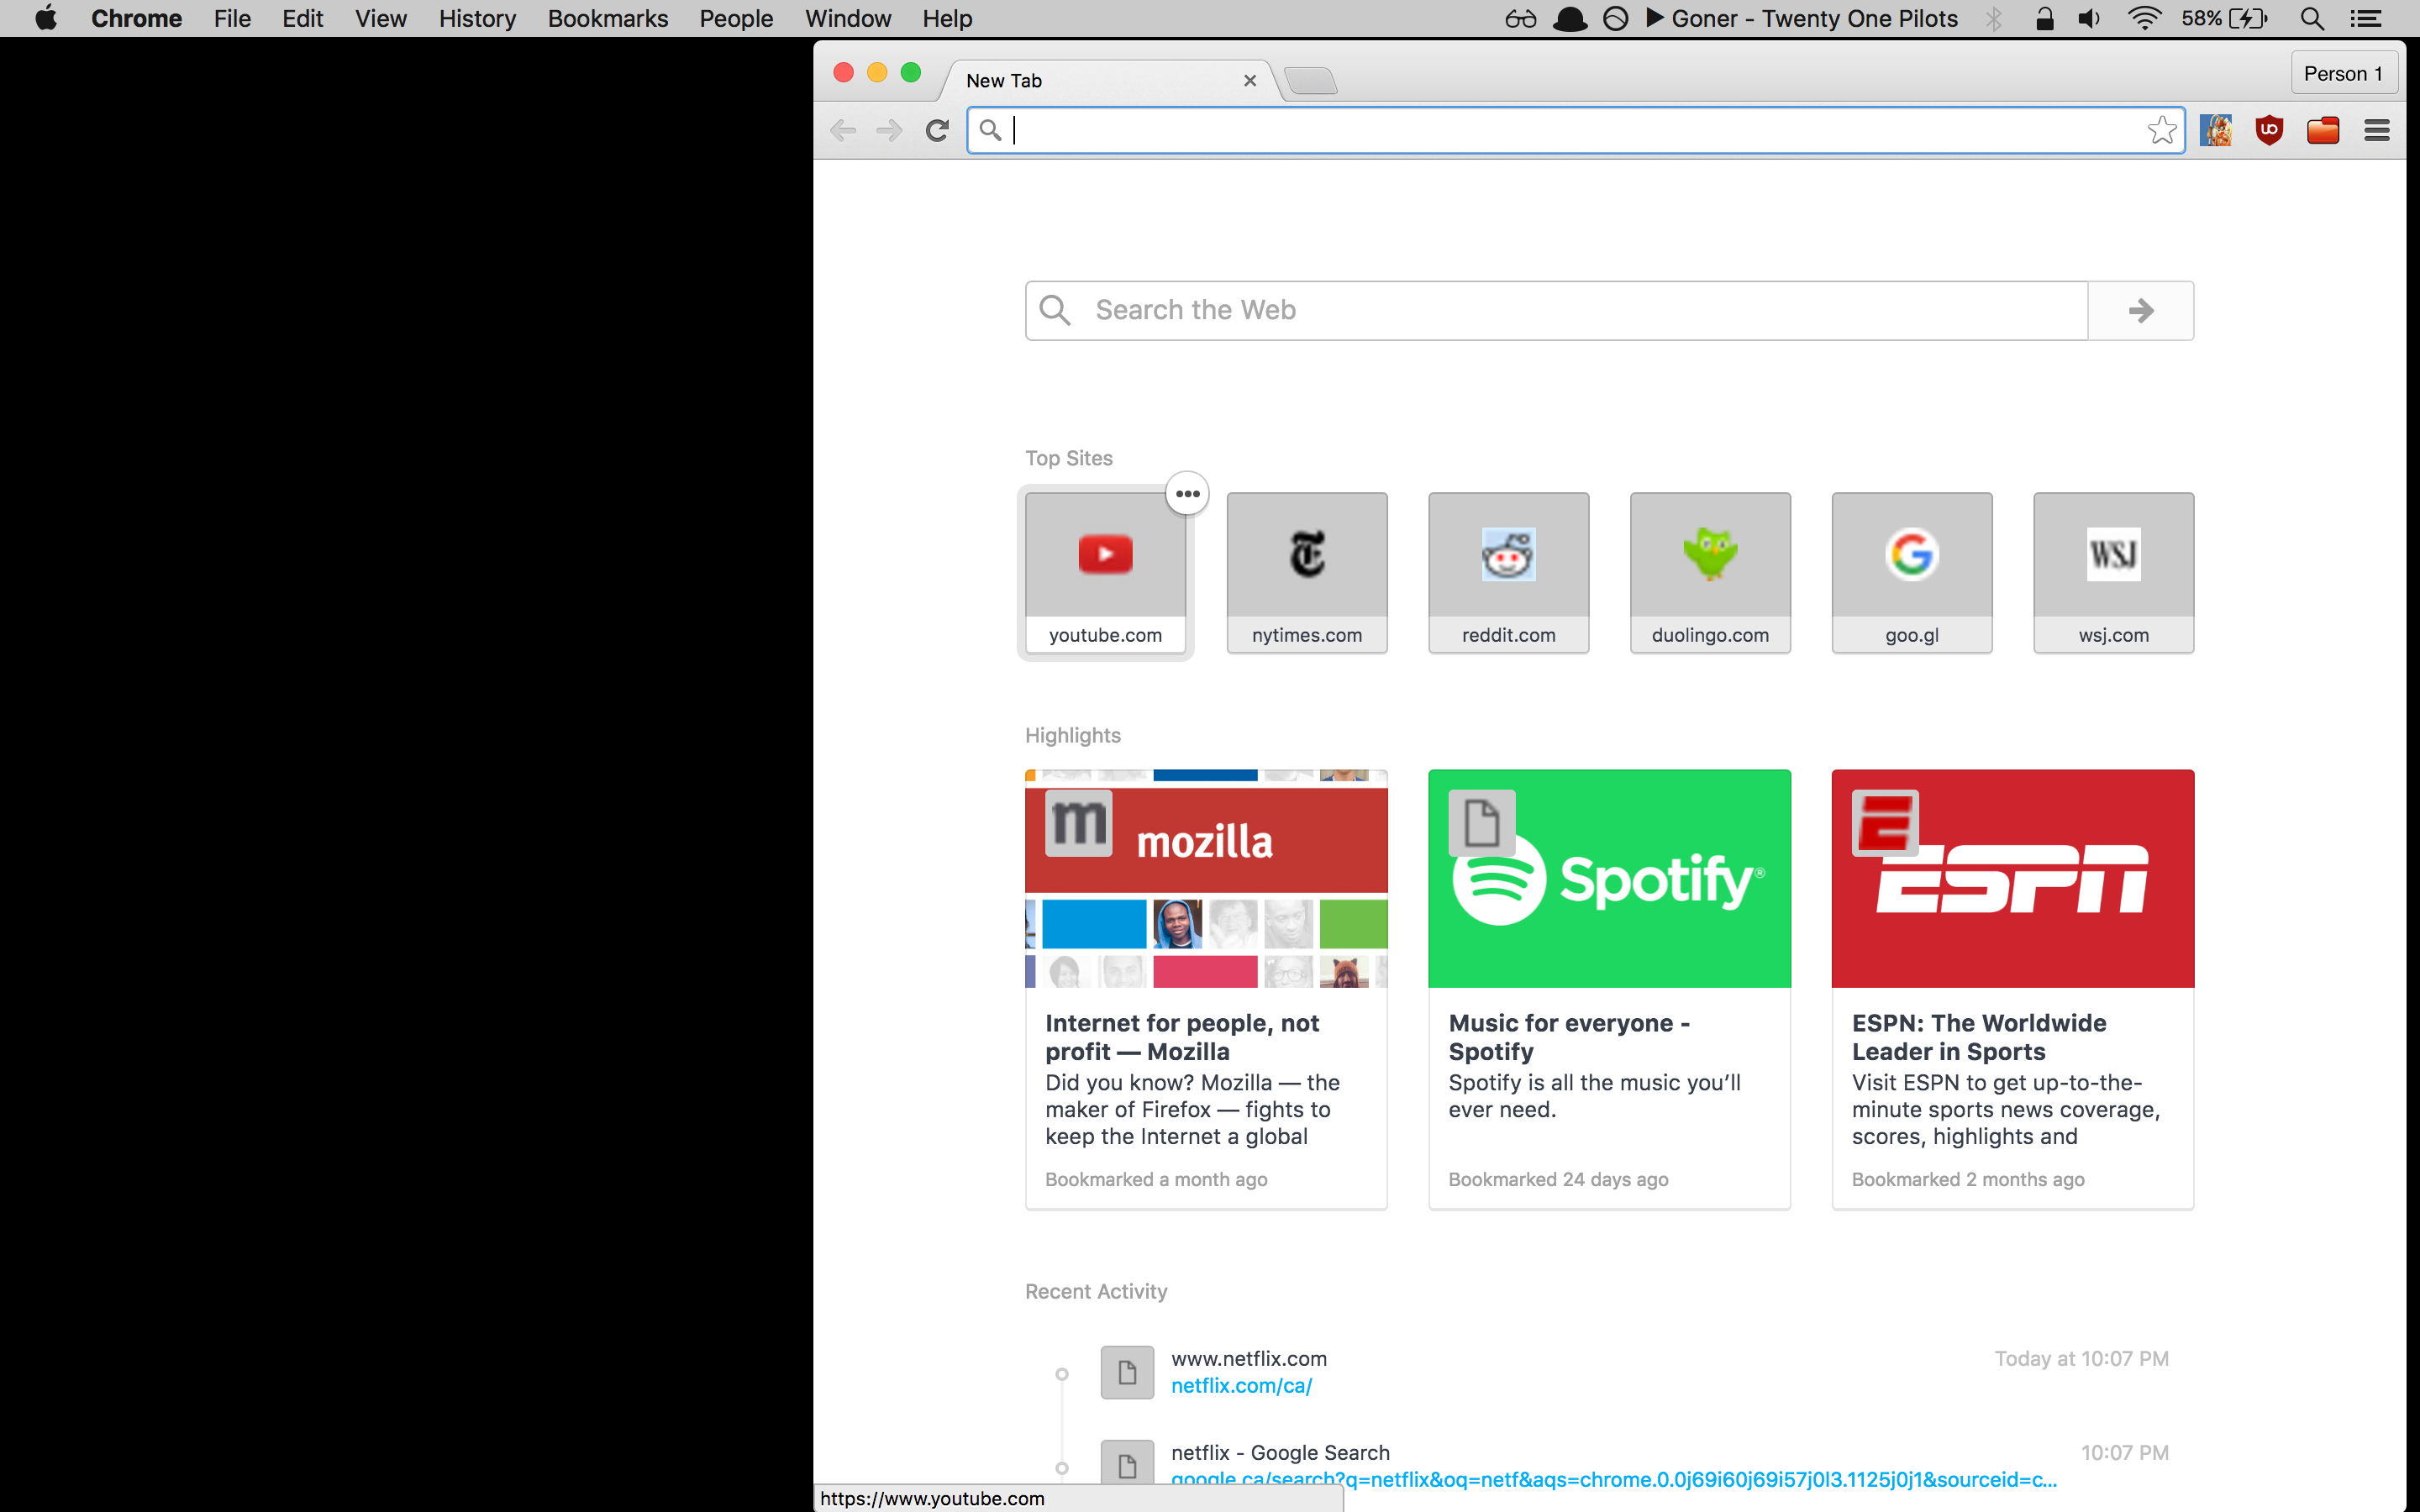 Chrome File Edit View History Bookmarks People Window Help
Goner - Twenty One Pilots 58%
New Tab
Person 1
Search the Web
Top Sites
youtube.com
nytimes.com
reddit.com
duolingo.com
goo.gl
WSJ
wsj.com
Highlights
m mozilla
Internet for people, not
profit — Mozilla
Did you know? Mozilla — the
maker of Firefox — fights to
keep the Internet a global
Bookmarked a month ago
Spotify®
Music for everyone -
Spotify
Spotify is all the music you’ll
ever need.
Bookmarked 24 days ago
E
ESPN
ESPN: The Worldwide
Leader in Sports
Visit ESPN to get up-to-the-
minute sports news coverage,
scores, highlights and
Bookmarked 2 months ago
Recent Activity
www.netflix.com Today at 10:07 PM
netflix.com/ca/
netflix - Google Search 10:07 PM
google.ca/search?q=netflix&oq=netf&aqs=chrome.0.0j69i60j69i57j0l3.1125j0j1&sourceid=c...
https://www.youtube.com